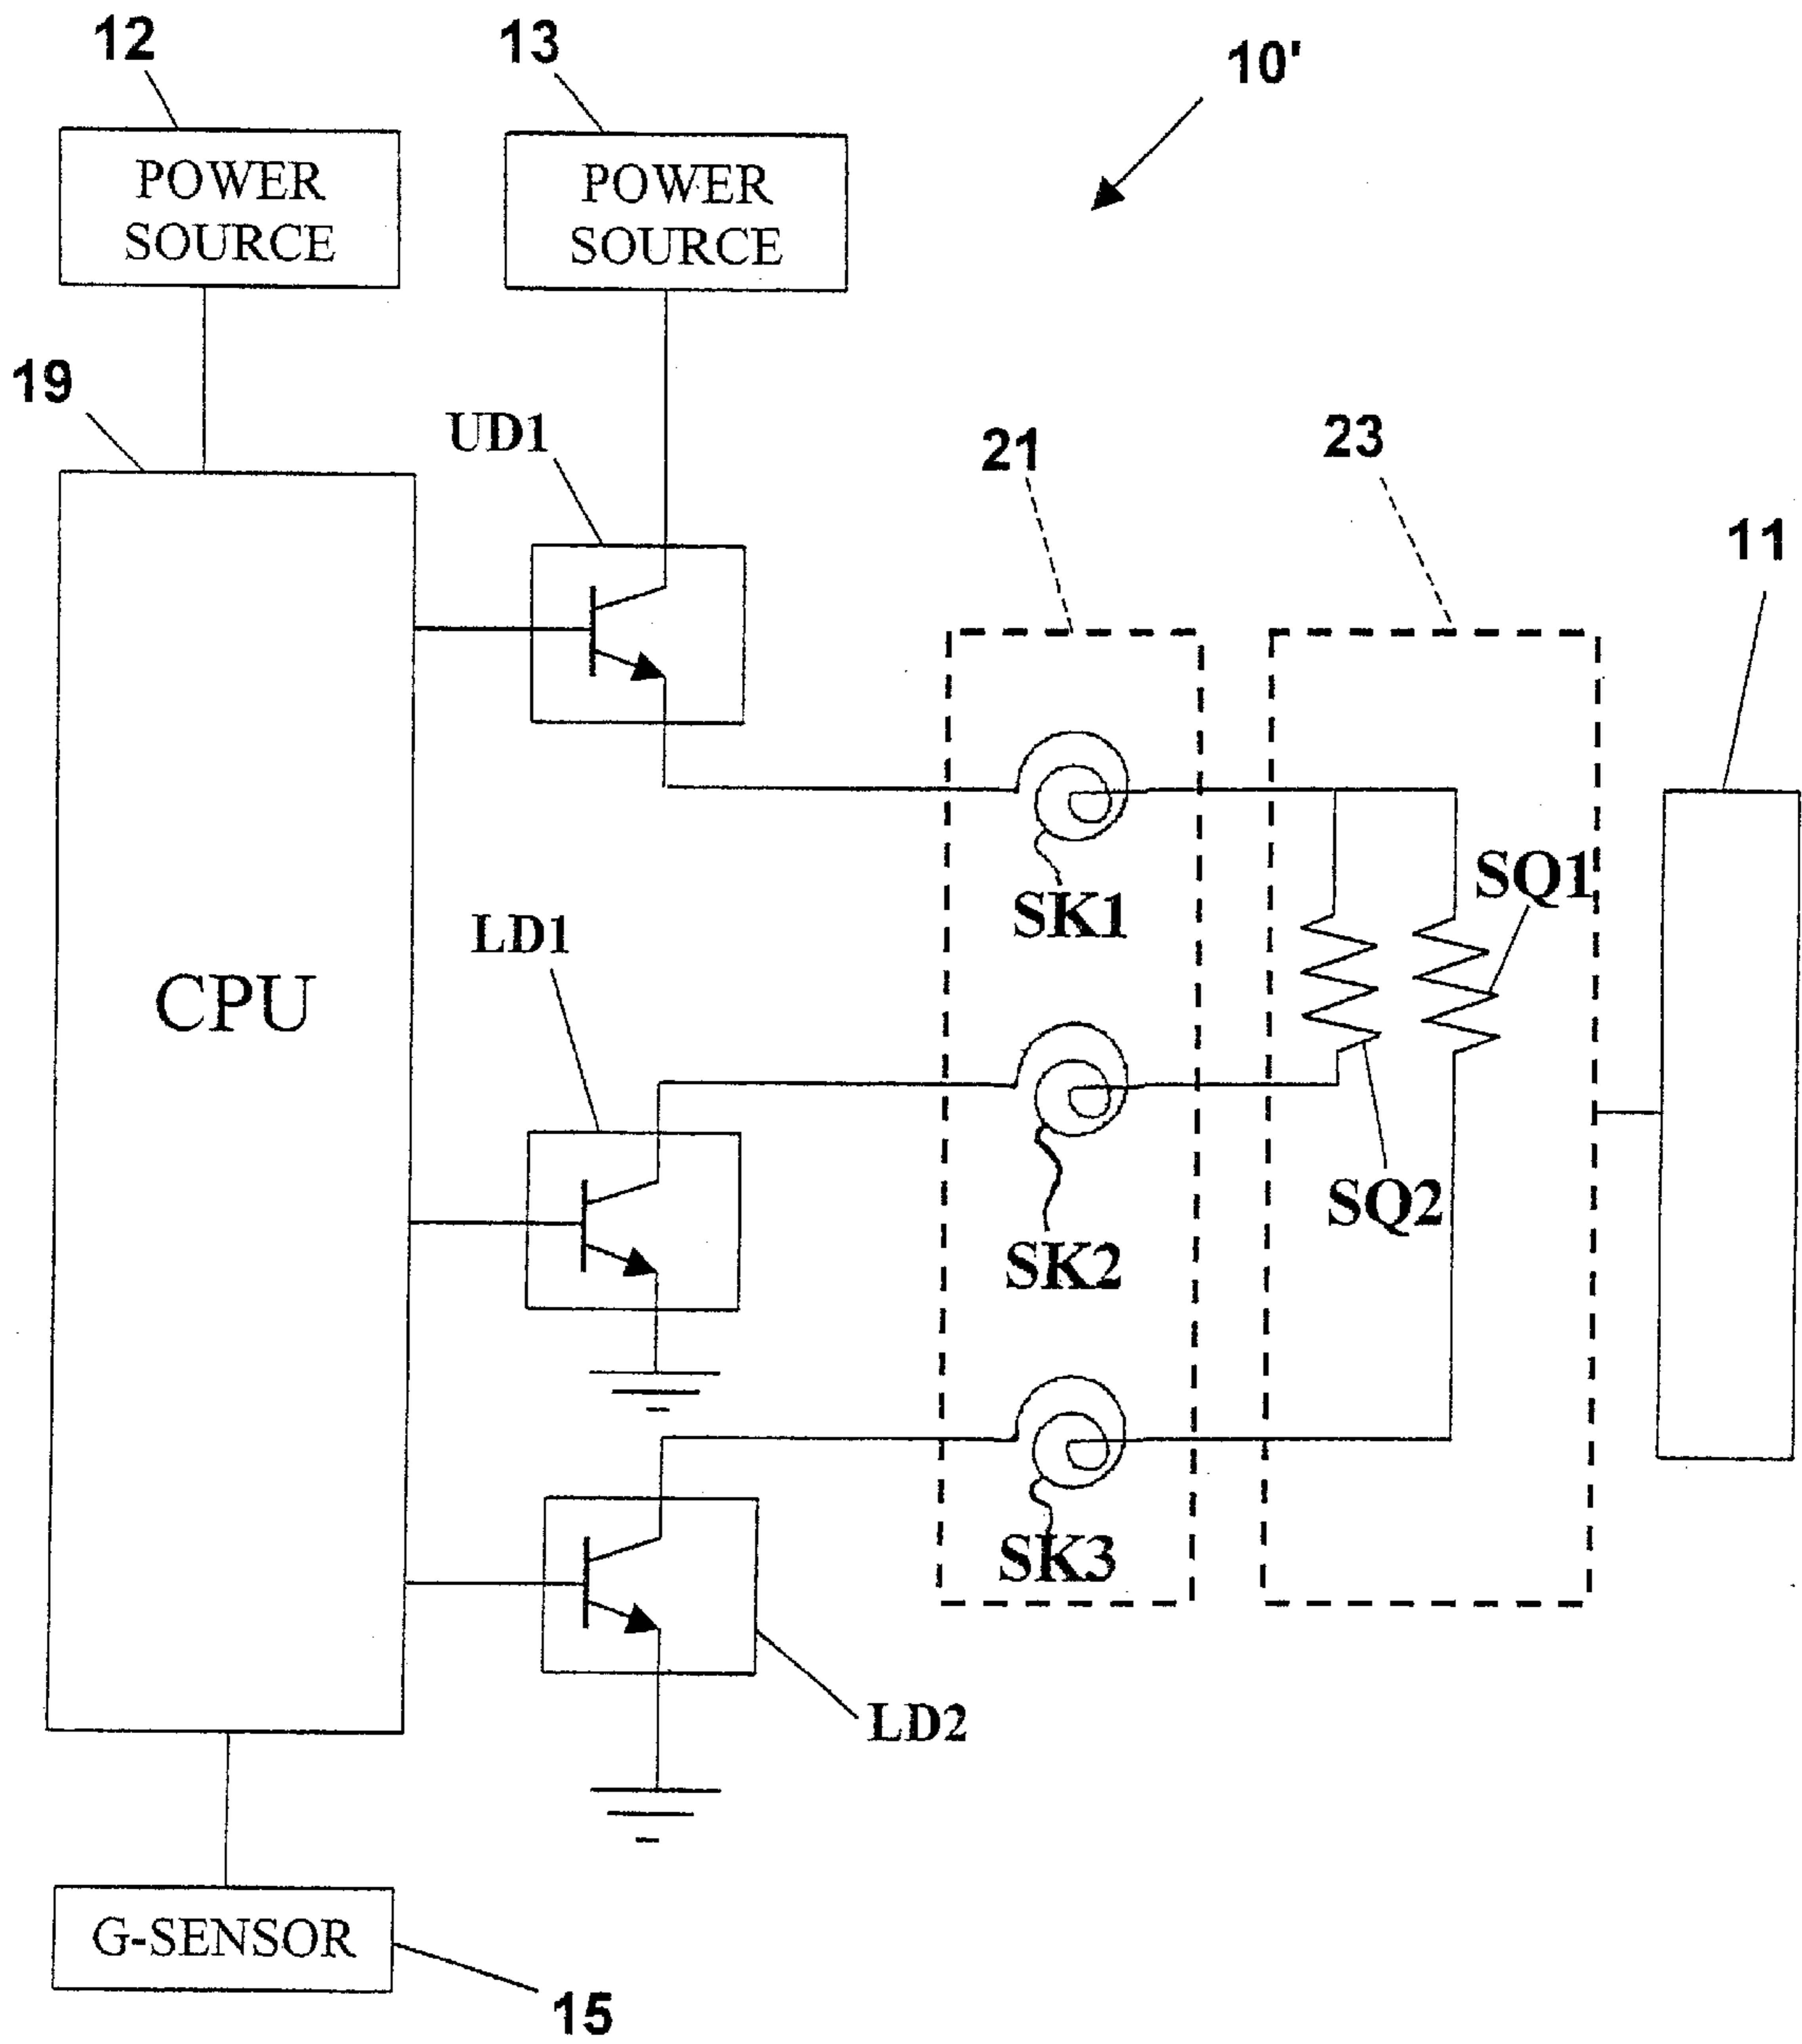 12
13
10'
POWER
SOURCE
POWER
SOURCE
19
UD1
21
23
11
SQ1
SK1
LD1
CPU
SQ2
SK2
SK3
LD2
G-SENSOR
15